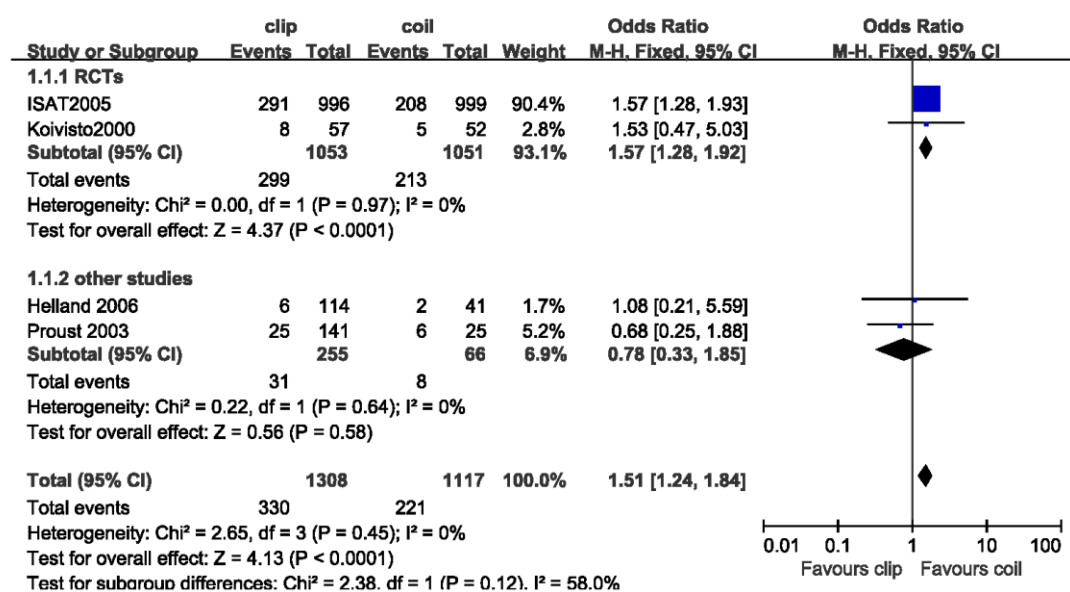 clip coil Odds Ratio Odds Ratio
Study or Subgroup Events Total Events Total Weight M-H, Fixed, 95% CI M-H, Fixed, 95% CI
1.1.1 RCTs
ISAT2005 291 996 208 999 90.4% 1.57 [1.28, 1.93]
Koivisto2000 8 57 5 52 2.8% 1.53 [0.47, 5.03]
Subtotal (95% CI) 1053 1051 93.1% 1.57 [1.28, 1.92]
Total events 299 213
Heterogeneity: Chi² = 0.00, df = 1 (P = 0.97); I² = 0%
Test for overall effect: Z = 4.37 (P < 0.0001)
1.1.2 other studies
Helland 2006 6 114 2 41 1.7% 1.08 [0.21, 5.59]
Proust 2003 25 141 6 25 5.2% 0.68 [0.25, 1.88]
Subtotal (95% CI) 255 66 6.9% 0.78 [0.33, 1.85]
Total events 31 8
Heterogeneity: Chi² = 0.22, df = 1 (P = 0.64); I² = 0%
Test for overall effect: Z = 0.56 (P = 0.58)
Total (95% CI) 1308 1117 100.0% 1.51 [1.24, 1.84]
Total events 330 221
Heterogeneity: Chi² = 2.65, df = 3 (P = 0.45); I² = 0%
Test for overall effect: Z = 4.13 (P < 0.0001)
Test for subgroup differences: Chi² = 2.38, df = 1 (P = 0.12), I² = 58.0%
0.01 0.1 1 10 100
Favours clip Favours coil